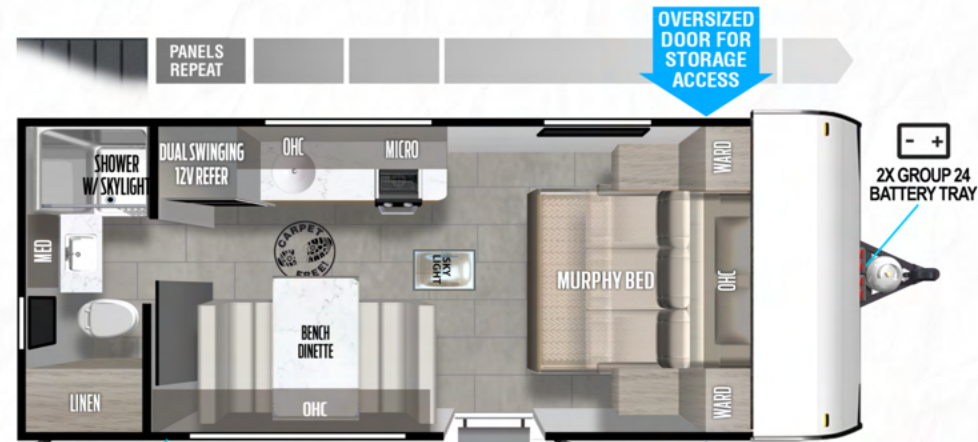 OVERSIZED
DOOR FOR
STORAGE
ACCESS
PANELS
REPEAT
- +
2X GROUP 24
BATTERY TRAY
SHOWER
W/ SKYLIGHT
DUAL SWINGING
12V REFER
OHC
MICRO
WARD
MED
CARPET
FREE!
SKY
LIGHT
MURPHY BED
OHC
BENCH
DINETTE
LINEN
OHC
WARD